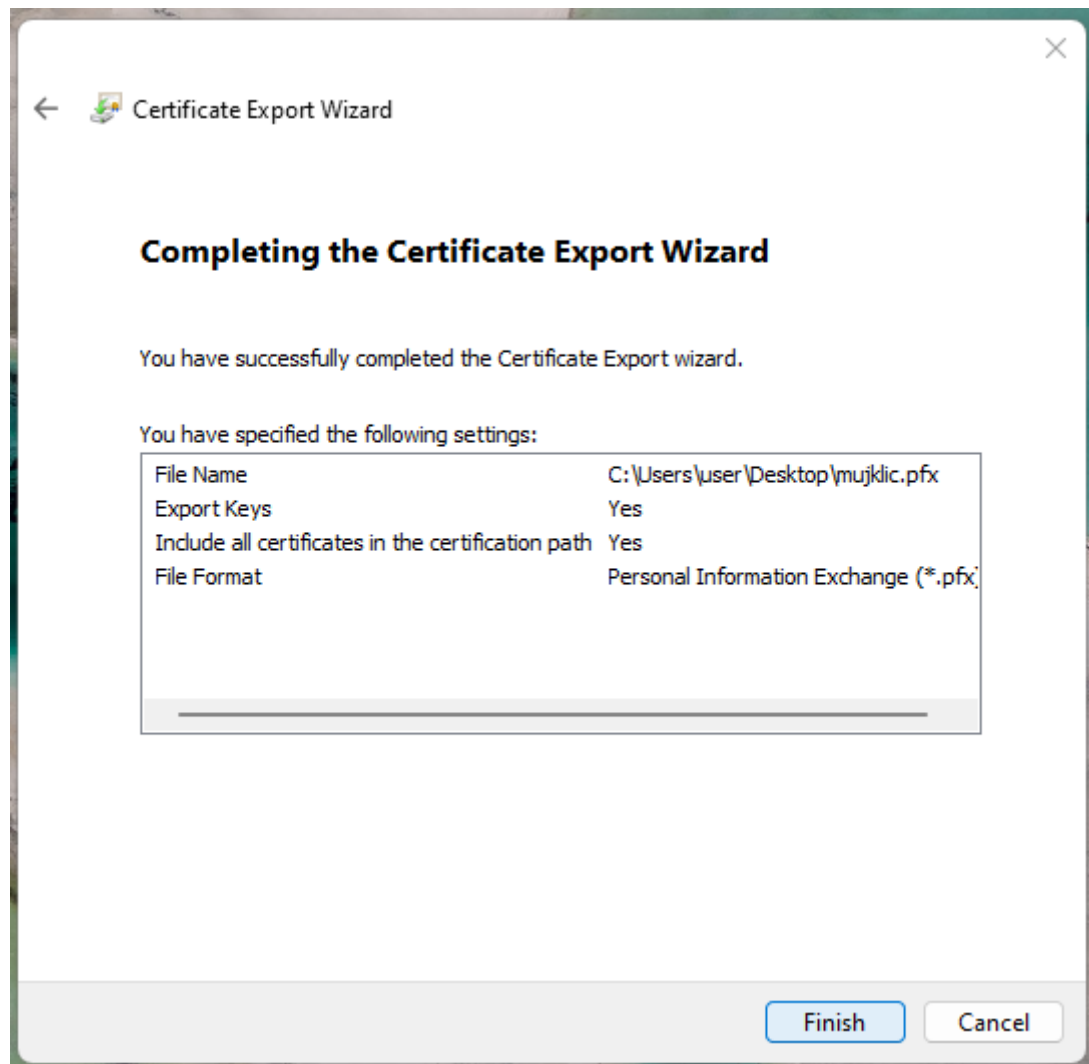 Certificate Export Wizard
Completing the Certificate Export Wizard
You have successfully completed the Certificate Export wizard.
You have specified the following settings:
File Name C:\Users\user\Desktop\mujklic.pfx
Export Keys Yes
Include all certificates in the certification path Yes
File Format Personal Information Exchange (*.pfx)
Finish Cancel